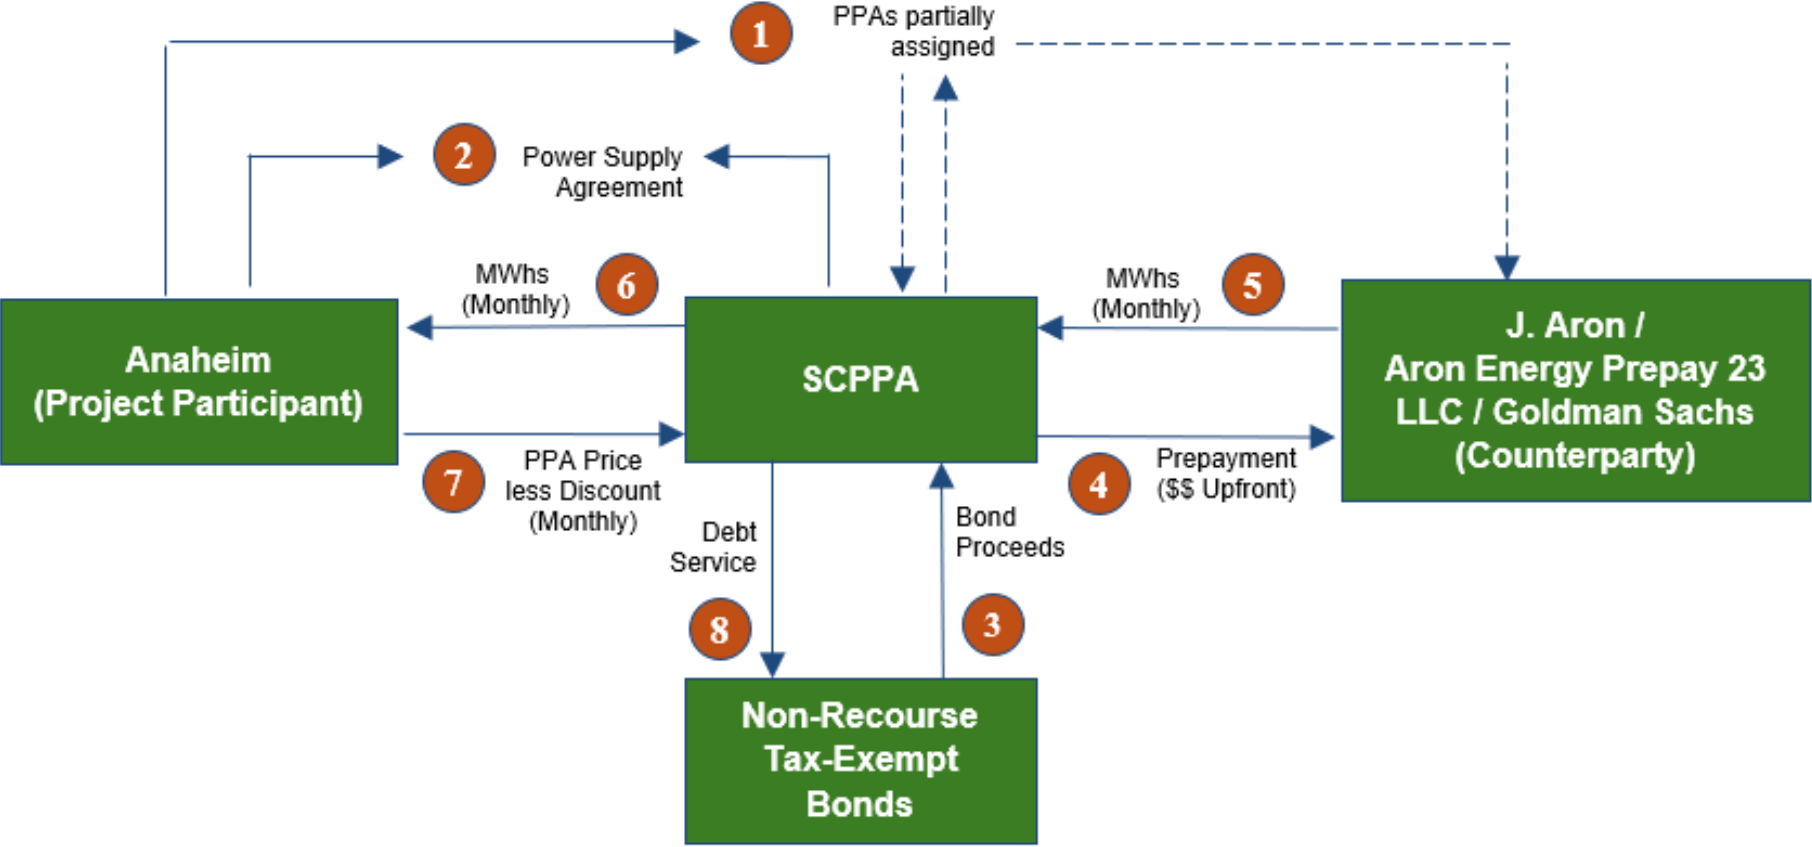 1
PPAs partially
assigned
2
Power Supply
Agreement
MWhs
(Monthly)
6
MWhs
(Monthly)
5
Anaheim
(Project Participant)
SCPPA
J. Aron /
Aron Energy Prepay 23
LLC / Goldman Sachs
(Counterparty)
7
PPA Price
less Discount
(Monthly)
4
Prepayment
($$ Upfront)
Debt
Service
Bond
Proceeds
8
3
Non-Recourse
Tax-Exempt
Bonds